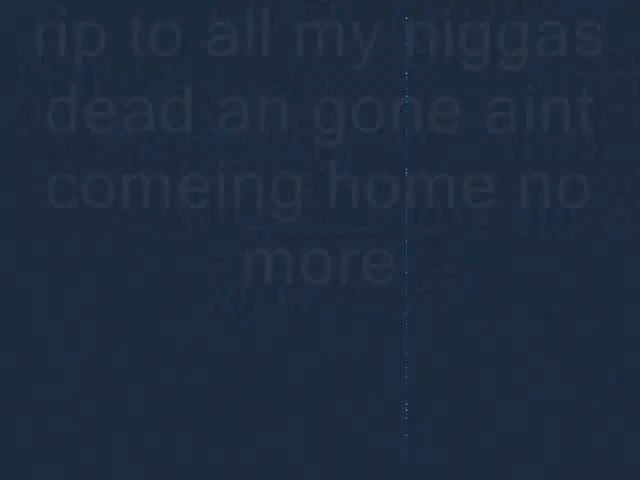 rip to all my niggas
dead an gone aint
comeing home no
more